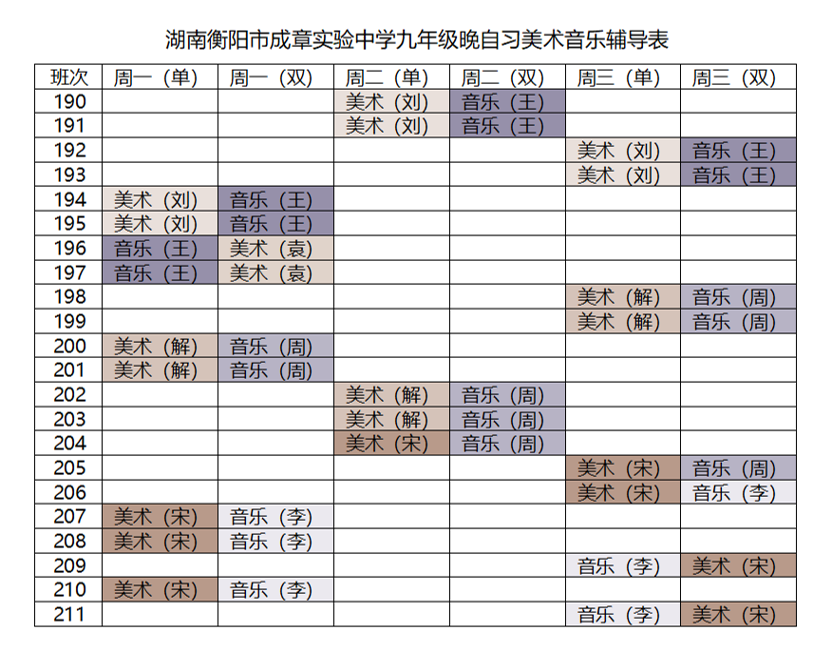 湖南衡阳市成章实验中学九年级晚自习美术音乐辅导表
班次 周一（单） 周一（双） 周二（单） 周二（双） 周三（单） 周三（双）
190 美术（刘） 音乐（王）
191 美术（刘） 音乐（王）
192 美术（刘） 音乐（王）
193 美术（刘） 音乐（王）
194 美术（刘） 音乐（王）
195 美术（刘） 音乐（王）
196 音乐（王） 美术（袁）
197 音乐（王） 美术（袁）
198 美术（解） 音乐（周）
199 美术（解） 音乐（周）
200 美术（解） 音乐（周）
201 美术（解） 音乐（周）
202 美术（解） 音乐（周）
203 美术（解） 音乐（周）
204 美术（宋） 音乐（周）
205 美术（宋） 音乐（周）
206 美术（宋） 音乐（李）
207 美术（宋） 音乐（李）
208 美术（宋） 音乐（李）
209 音乐（李） 美术（宋）
210 美术（宋） 音乐（李）
211 音乐（李） 美术（宋）